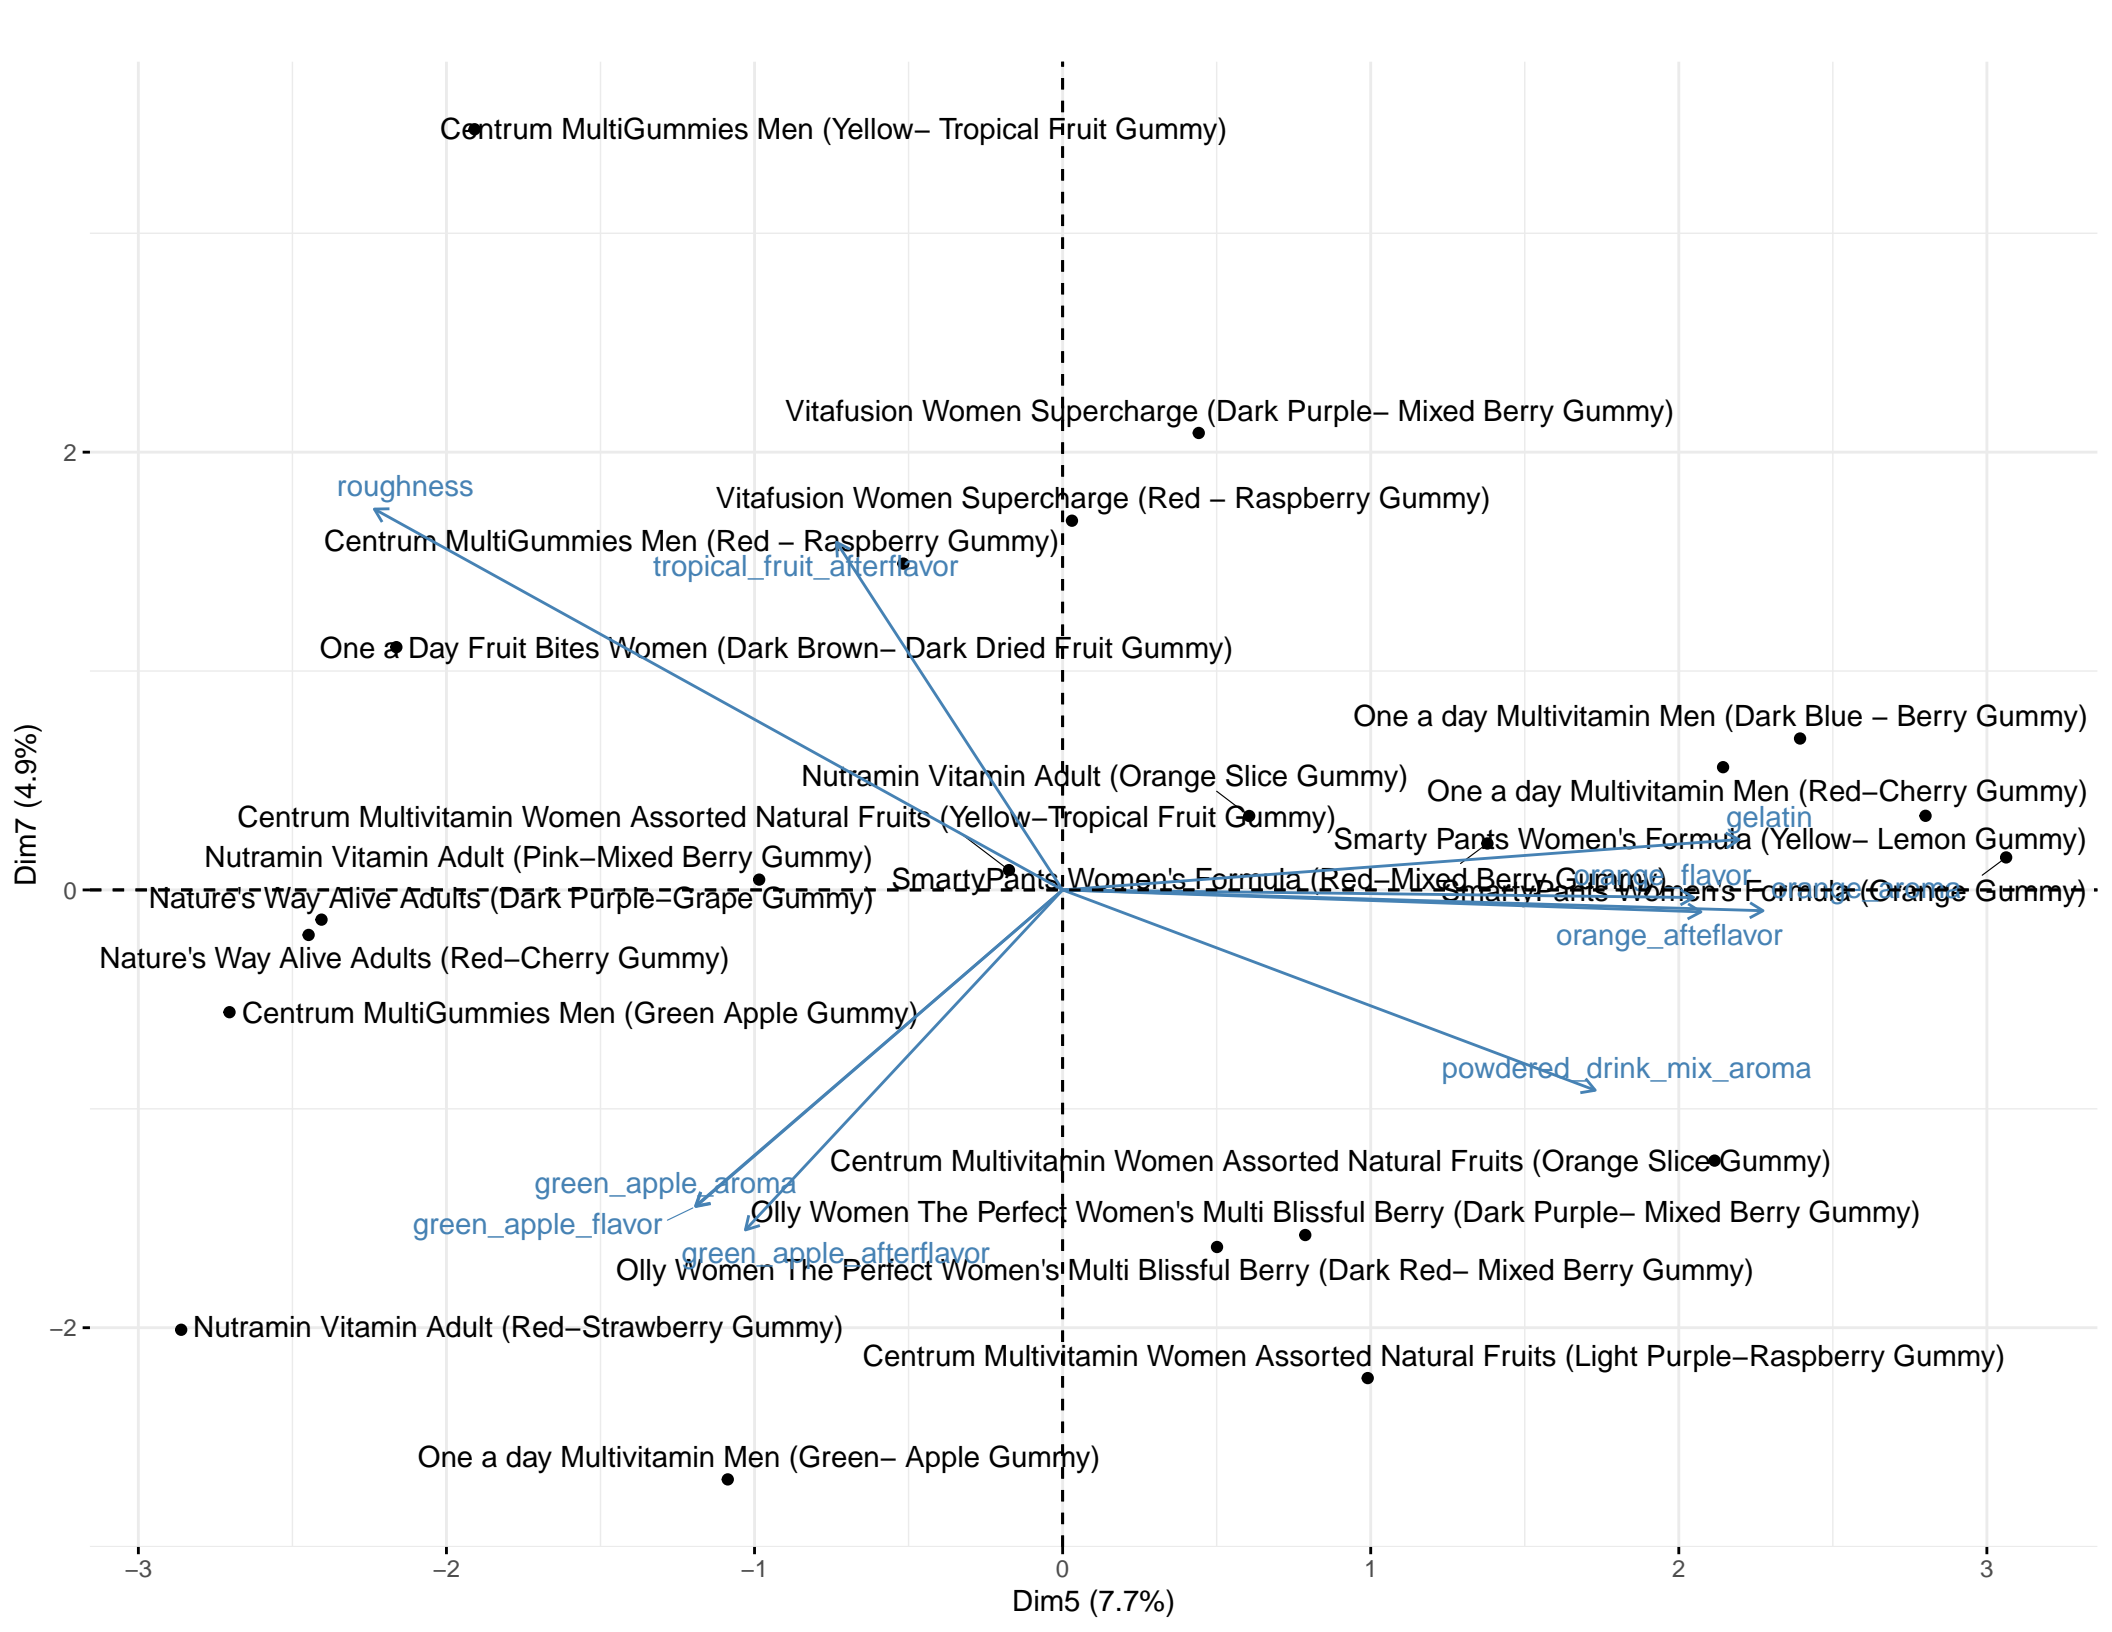 Centrum MultiGummies Men (Yellow– Tropical Fruit Gummy)
Vitafusion Women Supercharge (Dark Purple– Mixed Berry Gummy)
2
roughness
Vitafusion Women Supercharge (Red – Raspberry Gummy)
Centrum MultiGummies Men (Red – Raspberry Gummy)
tropical_fruit_afterflavor
One a Day Fruit Bites Women (Dark Brown– Dark Dried Fruit Gummy)
One a day Multivitamin Men (Dark Blue – Berry Gummy)
Nutramin Vitamin Adult (Orange Slice Gummy)
One a day Multivitamin Men (Red–Cherry Gummy)
Centrum Multivitamin Women Assorted Natural Fruits (Yellow–Tropical Fruit Gummy)
gelatin
Smarty Pants Women's Formula (Yellow– Lemon Gummy)
Nutramin Vitamin Adult (Pink–Mixed Berry Gummy)
SmartyPants Women's Formula (Red–Mixed Berry Gummy)
orange_flavor
orange_aroma
SmartyPants Women's Formula (Orange Gummy)
0
Nature's Way Alive Adults (Dark Purple–Grape Gummy)
orange_afteflavor
Nature's Way Alive Adults (Red–Cherry Gummy)
Centrum MultiGummies Men (Green Apple Gummy)
powdered_drink_mix_aroma
Centrum Multivitamin Women Assorted Natural Fruits (Orange Slice Gummy)
green_apple_aroma
Olly Women The Perfect Women's Multi Blissful Berry (Dark Purple– Mixed Berry Gummy)
green_apple_flavor
green_apple_afterflavor
Olly Women The Perfect Women's Multi Blissful Berry (Dark Red– Mixed Berry Gummy)
–2
Nutramin Vitamin Adult (Red–Strawberry Gummy)
Centrum Multivitamin Women Assorted Natural Fruits (Light Purple–Raspberry Gummy)
One a day Multivitamin Men (Green– Apple Gummy)
–3 –2 –1 0 1 2 3
Dim5 (7.7%)
Dim7 (4.9%)